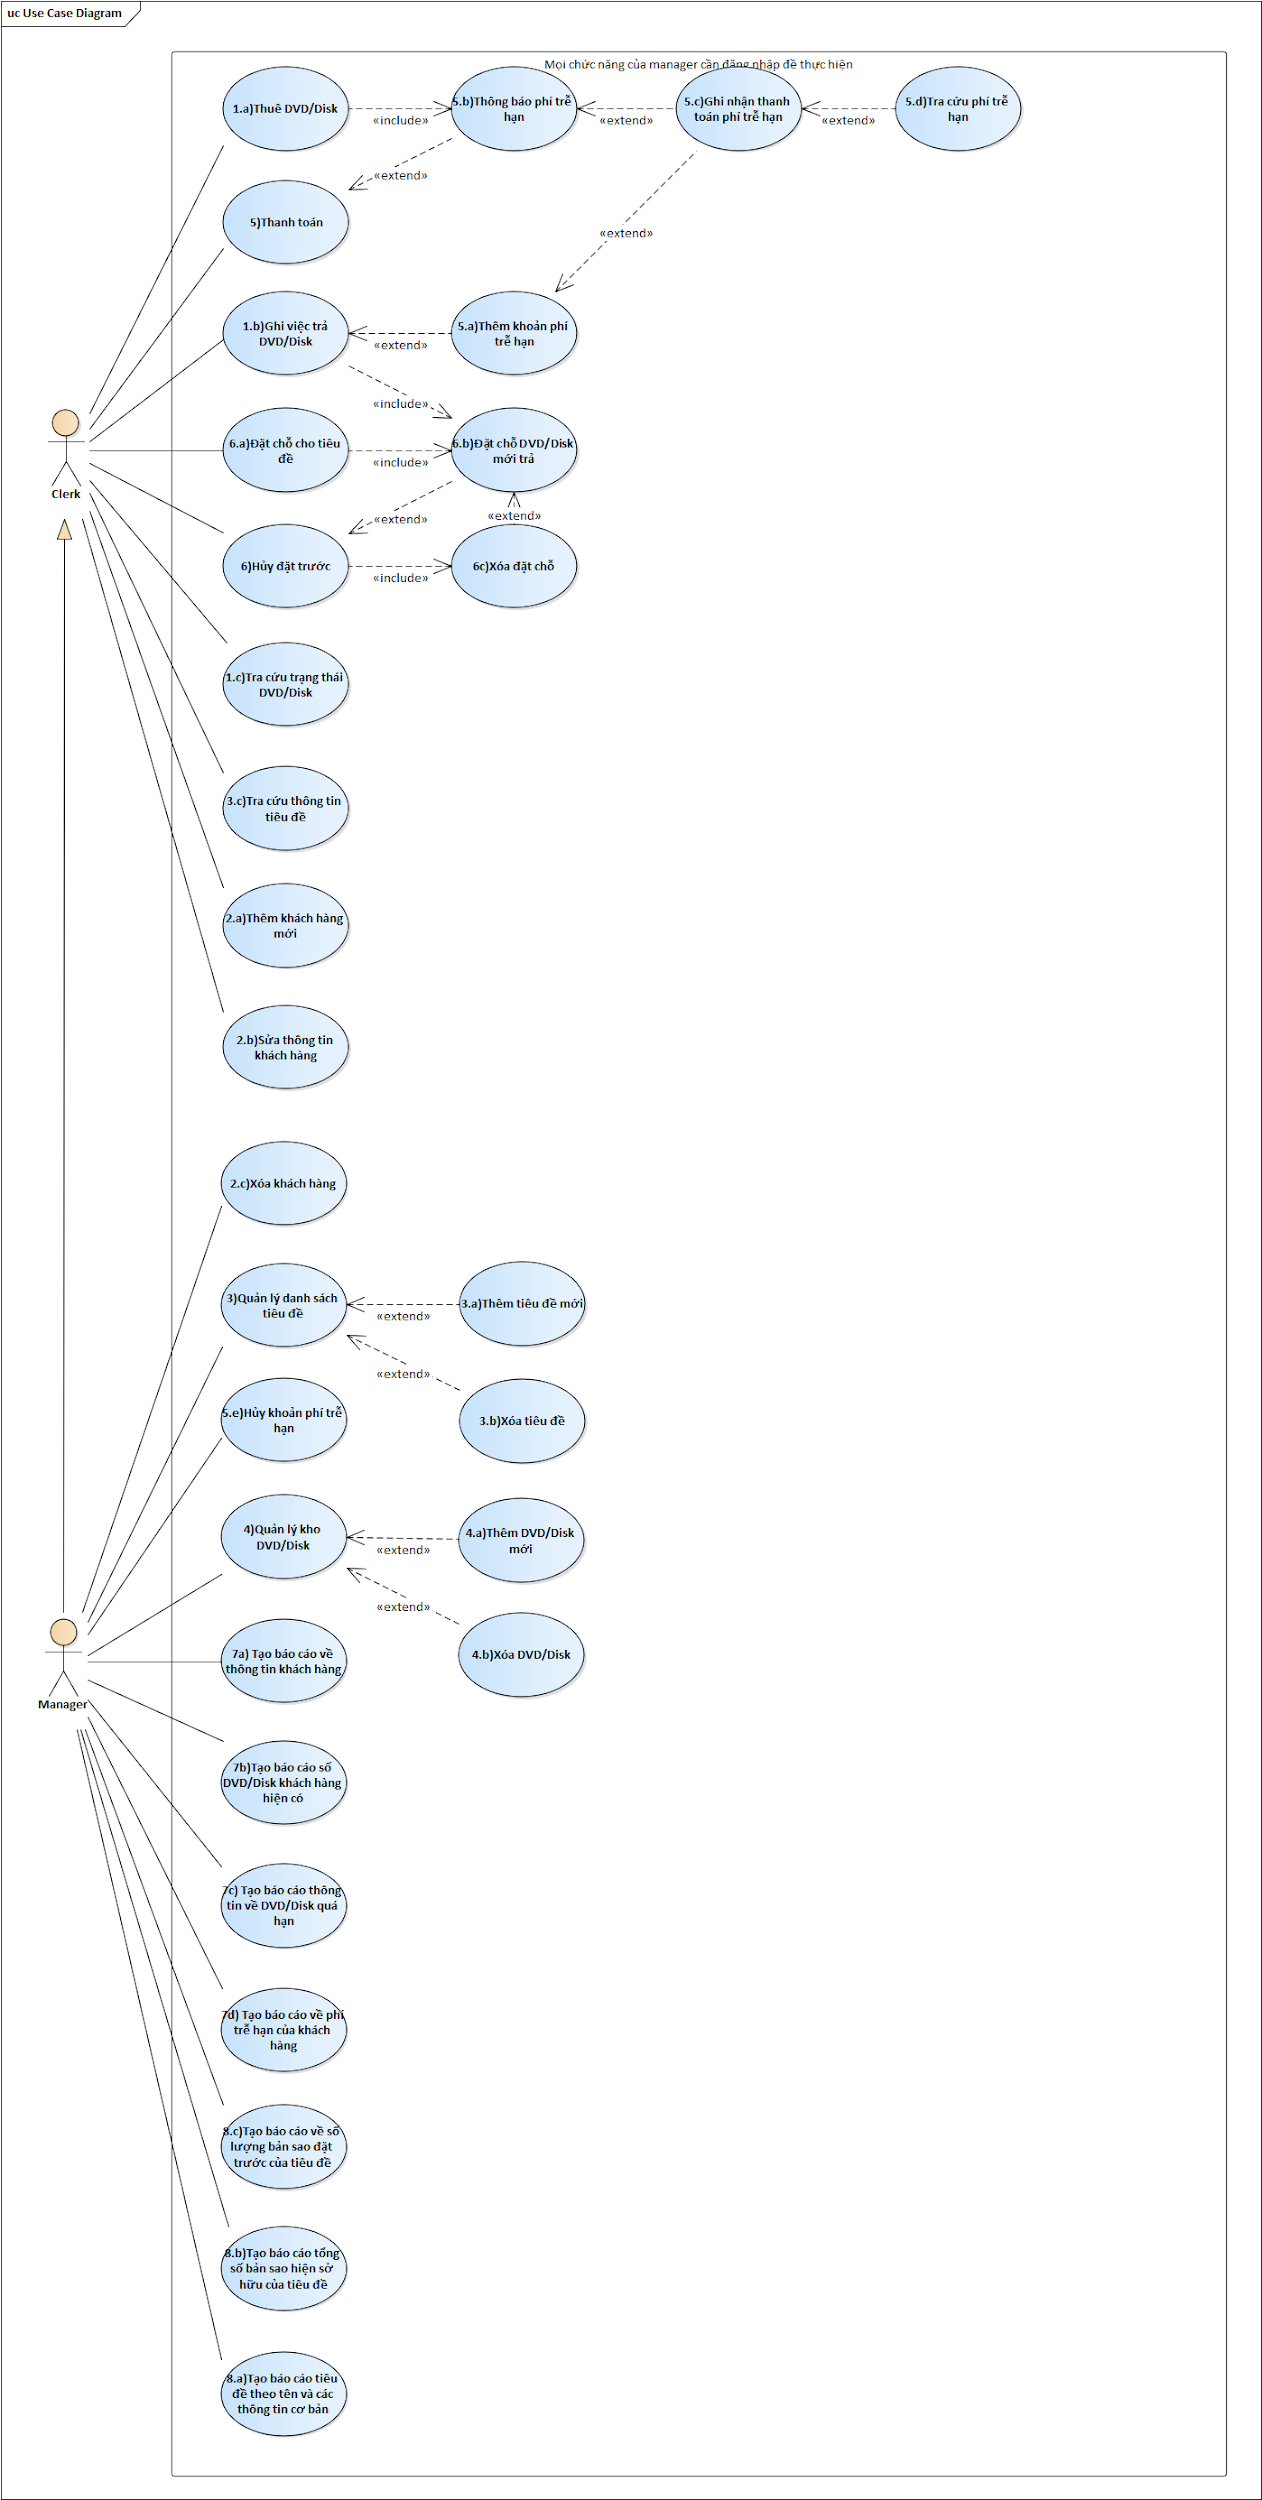 uc Use Case Diagram
Mọi chức năng của manager cần đăng nhập để thực hiện
1.a)Thuê DVD/Disk
«include»
5.b)Thông báo phí trễ
hạn
«extend»
5.c)Ghi nhận thanh
toán phí trễ hạn
«extend»
5.d)Tra cứu phí trễ
hạn
«extend»
5)Thanh toán
«extend»
1.b)Ghi việc trả
DVD/Disk
«extend»
5.a)Thêm khoản phí
trễ hạn
«include»
6.a)Đặt chỗ cho tiêu
đề
«include»
6.b)Đặt chỗ DVD/Disk
mới trả
Clerk
«extend»
«extend»
6)Hủy đặt trước
«include»
6c)Xóa đặt chỗ
1.c)Tra cứu trạng thái
DVD/Disk
3.c)Tra cứu thông tin
tiêu đề
2.a)Thêm khách hàng
mới
2.b)Sửa thông tin
khách hàng
2.c)Xóa khách hàng
3)Quản lý danh sách
tiêu đề
«extend»
3.a)Thêm tiêu đề mới
«extend»
3.b)Xóa tiêu đề
5.e)Hủy khoản phí trễ
hạn
4)Quản lý kho
DVD/Disk
«extend»
4.a)Thêm DVD/Disk
mới
«extend»
4.b)Xóa DVD/Disk
7a) Tạo báo cáo về
thông tin khách hàng
Manager
7b)Tạo báo cáo số
DVD/Disk khách hàng
hiện có
7c) Tạo báo cáo thông
tin về DVD/Disk quá
hạn
7d) Tạo báo cáo về phí
trễ hạn của khách
hàng
8.c)Tạo báo cáo về số
lượng bản sao đặt
trước của tiêu đề
8.b)Tạo báo cáo tổng
số bản sao hiện sở
hữu của tiêu đề
8.a)Tạo báo cáo tiêu
đề theo tên và các
thông tin cơ bản